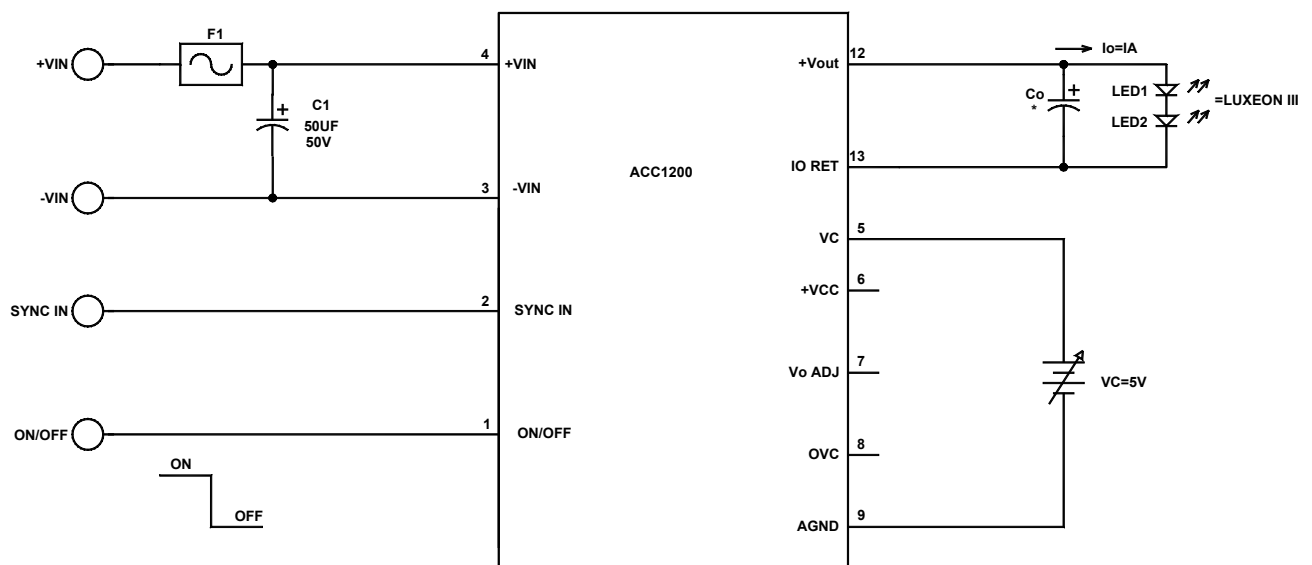 F1
+VIN
4
+VIN
C1
50UF
50V
-VIN
3
-VIN
SYNC IN
2
SYNC IN
ON/OFF
1
ON/OFF
ON
OFF
ACC1200
+Vout
12
Io=IA
Co
*
LED1
LED2
=LUXEON III
IO RET
13
VC
5
+VCC
6
Vo ADJ
7
VC=5V
OVC
8
AGND
9